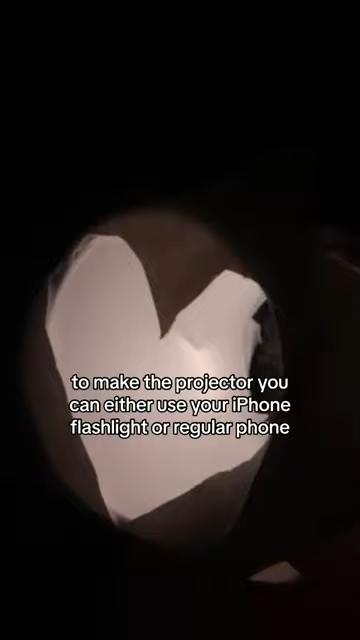 to make the projector you
can either use your iPhone
flashlight or regular phone